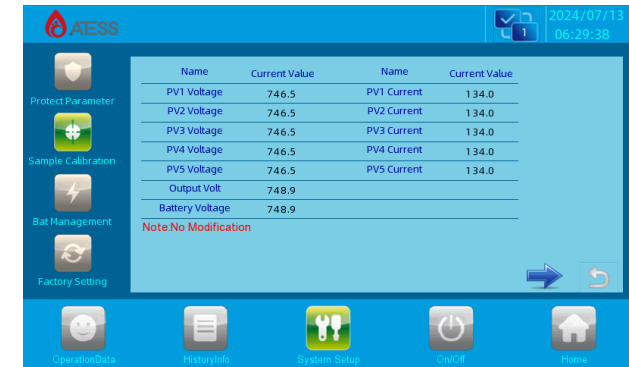 ATESS
2024/07/13
1
06:29:38
Name Current Value Name Current Value
PV1 Voltage 746.5 PV1 Current 134.0
PV2 Voltage 746.5 PV2 Current 134.0
PV3 Voltage 746.5 PV3 Current 134.0
PV4 Voltage 746.5 PV4 Current 134.0
PV5 Voltage 746.5 PV5 Current 134.0
Output Volt 748.9
Battery Voltage 748.9
Note:No Modification
Protect Parameter
Sample Calibration
Bat Management
Factory Setting
OperationData HistoryInfo System Setup On/Off Home